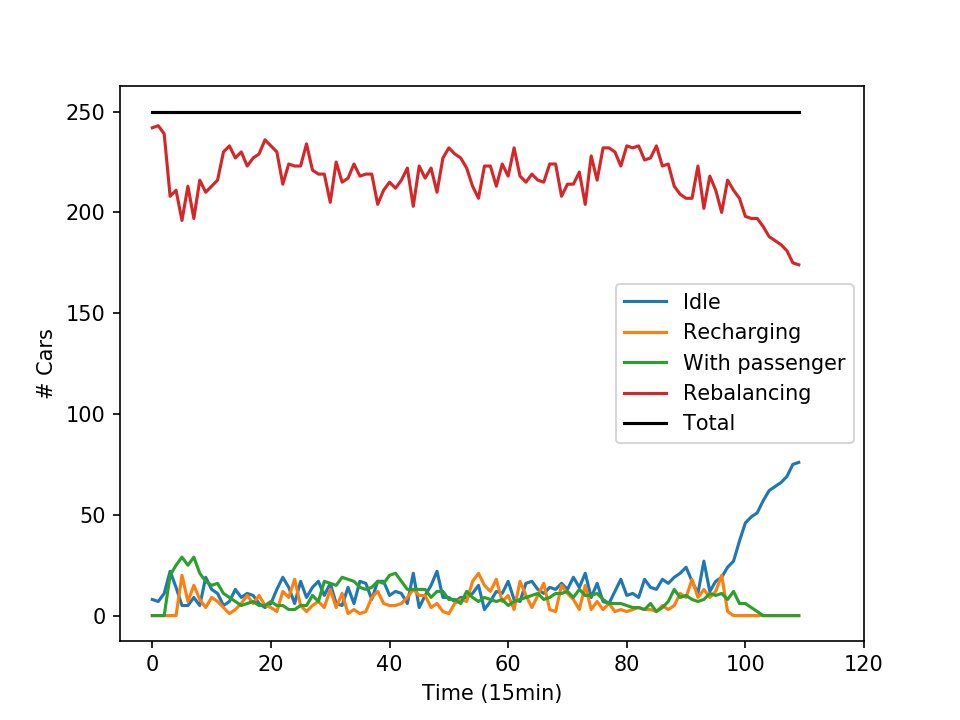 250
200
150
100
50
0
# Cars
Idle
Recharging
With passenger
Rebalancing
Total
0 20 40 60 80 100 120
Time (15min)